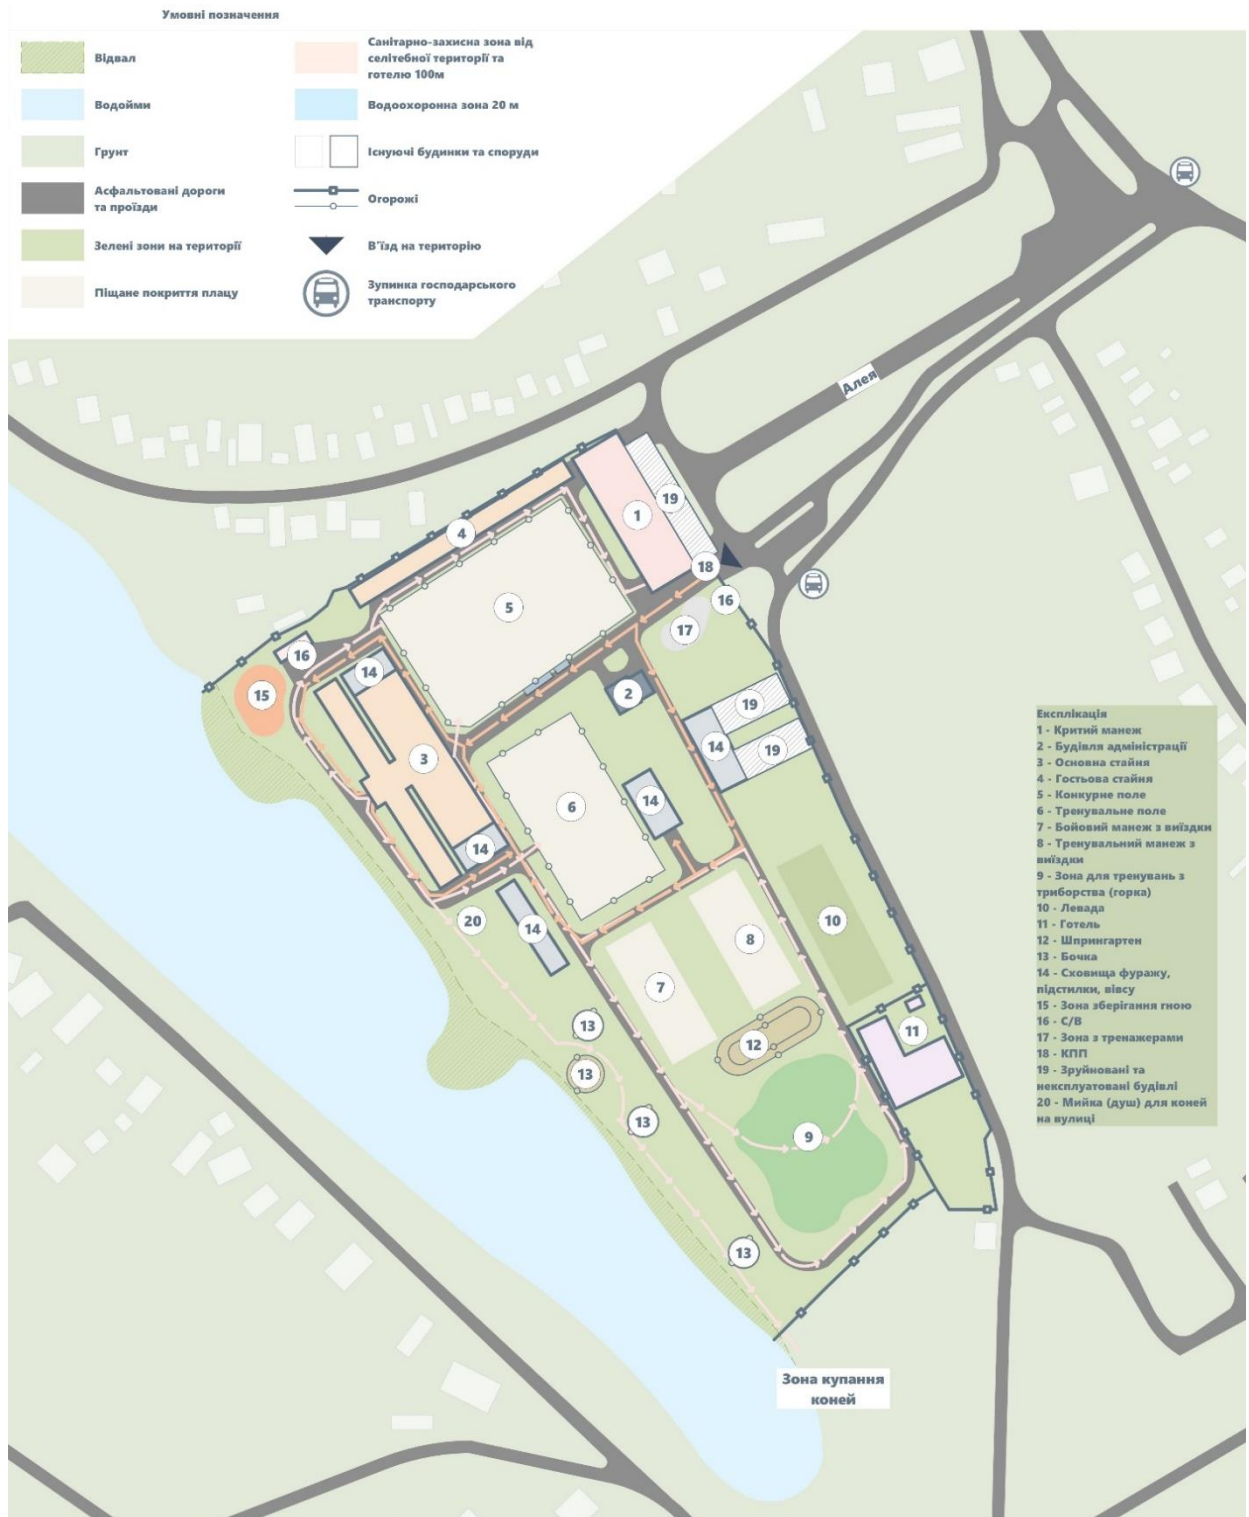 Умовні позначення
Відвал
Водойми
Грунт
Асфальтовані дороги
та проїзди
Зелені зони на території
Піщане покриття плацу
Санітарно-захисна зона від
селітебної території та
готелю 100м
Водоохоронна зона 20 м
Існуючі будинки та споруди
Огорожі
В'їзд на територію
Зупинка господарського
транспорту
Алея
19
1
4
18
16
5
17
16
14
15
2
19
14
19
3
14
6
14
20
14
10
8
7
11
13
12
13
13
9
13
Експлікація
1 - Критий манеж
2 - Будівля адміністрації
3 - Основна стайня
4 - Гостьова стайня
5 - Конкурне поле
6 - Тренувальне поле
7 - Бойовий манеж з виїздки
8 - Тренувальний манеж з
виїздки
9 - Зона для тренувань з
триборства (горка)
10 - Левада
11 - Готель
12 - Шпрингартен
13 - Бочка
14 - Сховища фуражу,
підстилки, вівсу
15 - Зона зберігання гною
16 - С/В
17 - Зона з тренажерами
18 - КПП
19 - Зруйновані та
нексплуатовані будівлі
20 - Мийка (душ) для коней
на вулиці
Зона купання
коней